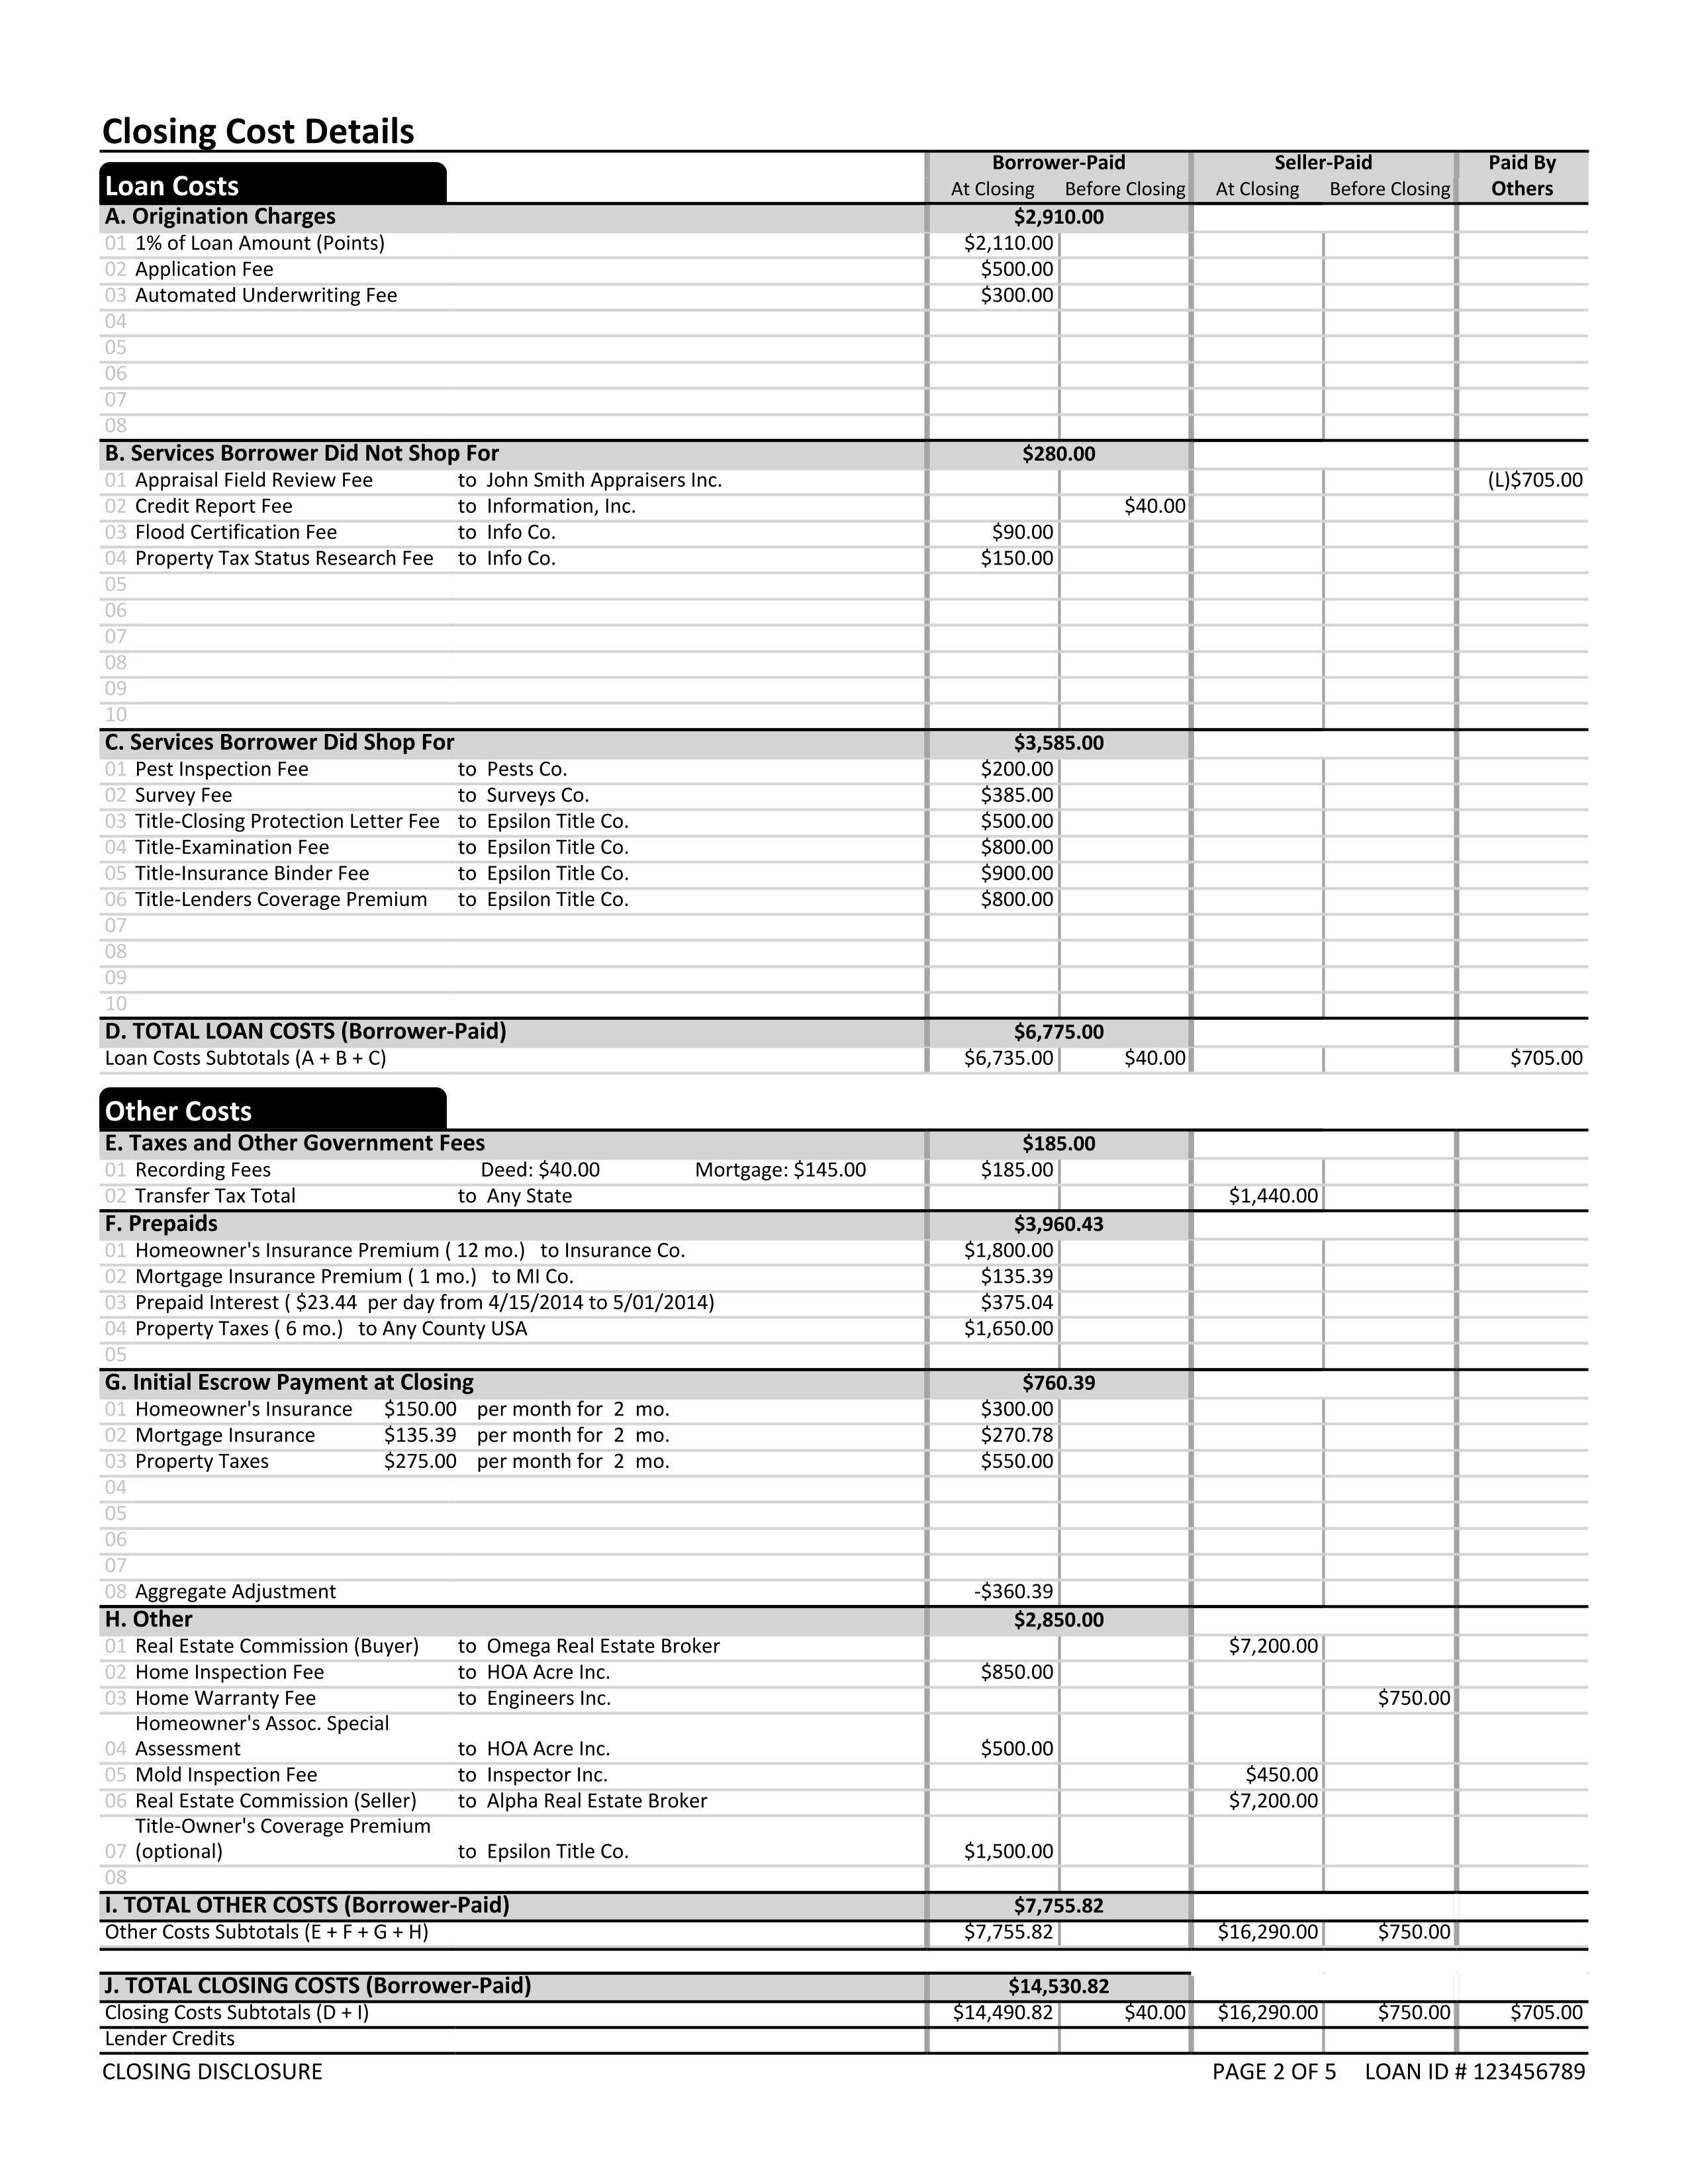 Closing Cost Details
Loan Costs
Borrower-Paid Seller-Paid Paid By
At Closing Before Closing At Closing Before Closing Others
A. Origination Charges $2,910.00
01 1% of Loan Amount (Points) $2,110.00
02 Application Fee $500.00
03 Automated Underwriting Fee $300.00
04
05
06
07
08
B. Services Borrower Did Not Shop For $280.00
01 Appraisal Field Review Fee to John Smith Appraisers Inc. (L)$705.00
02 Credit Report Fee to Information, Inc. $40.00
03 Flood Certification Fee to Info Co. $90.00
04 Property Tax Status Research Fee to Info Co. $150.00
05
06
07
08
09
10
C. Services Borrower Did Shop For $3,585.00
01 Pest Inspection Fee to Pests Co. $200.00
02 Survey Fee to Surveys Co. $385.00
03 Title-Closing Protection Letter Fee to Epsilon Title Co. $500.00
04 Title-Examination Fee to Epsilon Title Co. $800.00
05 Title-Insurance Binder Fee to Epsilon Title Co. $900.00
06 Title-Lenders Coverage Premium to Epsilon Title Co. $800.00
07
08
09
10
D. TOTAL LOAN COSTS (Borrower-Paid) $6,775.00
Loan Costs Subtotals (A + B + C) $6,735.00 $40.00 $705.00
Other Costs
E. Taxes and Other Government Fees $185.00
01 Recording Fees Deed: $40.00 Mortgage: $145.00 $185.00
02 Transfer Tax Total to Any State $1,440.00
F. Prepaids $3,960.43
01 Homeowner's Insurance Premium ( 12 mo.) to Insurance Co. $1,800.00
02 Mortgage Insurance Premium ( 1 mo.) to MI Co. $135.39
03 Prepaid Interest ( $23.44 per day from 4/15/2014 to 5/01/2014) $375.04
04 Property Taxes ( 6 mo.) to Any County USA $1,650.00
05
G. Initial Escrow Payment at Closing $760.39
01 Homeowner's Insurance $150.00 per month for 2 mo. $300.00
02 Mortgage Insurance $135.39 per month for 2 mo. $270.78
03 Property Taxes $275.00 per month for 2 mo. $550.00
04
05
06
07
08 Aggregate Adjustment -$360.39
H. Other $2,850.00
01 Real Estate Commission (Buyer) to Omega Real Estate Broker $7,200.00
02 Home Inspection Fee to HOA Acre Inc. $850.00
03 Home Warranty Fee to Engineers Inc. $750.00
Homeowner's Assoc. Special
04 Assessment to HOA Acre Inc. $500.00
05 Mold Inspection Fee to Inspector Inc. $450.00
06 Real Estate Commission (Seller) to Alpha Real Estate Broker $7,200.00
Title-Owner's Coverage Premium
07 (optional) to Epsilon Title Co. $1,500.00
08
I. TOTAL OTHER COSTS (Borrower-Paid) $7,755.82
Other Costs Subtotals (E + F + G + H) $7,755.82 $16,290.00 $750.00
J. TOTAL CLOSING COSTS (Borrower-Paid) $14,530.82
Closing Costs Subtotals (D + I) $14,490.82 $40.00 $16,290.00 $750.00 $705.00
Lender Credits
CLOSING DISCLOSURE PAGE 2 OF 5 LOAN ID # 123456789